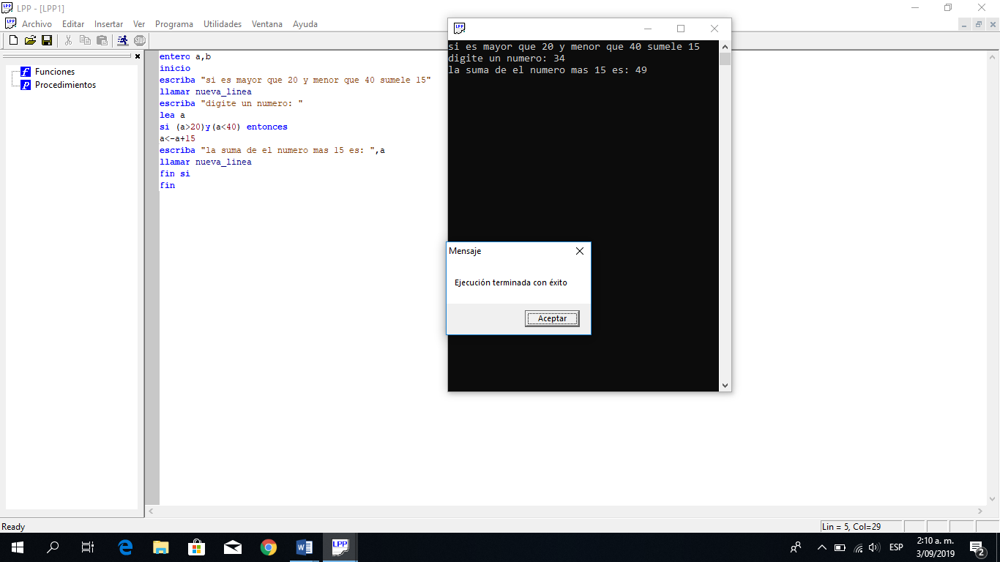 LPP - [LPP1]
Archivo Editar Insertar Ver Programa Utilidades Ventana Ayuda
Funciones
Procedimientos
entero a,b
inicio
escriba "si es mayor que 20 y menor que 40 sumele 15"
llamar nueva_linea
escriba "digite un numero: "
lea a
si (a>20)y(a<40) entonces
a<-a+15
escriba "la suma de el numero mas 15 es: ",a
llamar nueva_linea
fin si
fin
si es mayor que 20 y menor que 40 sumele 15
digite un numero: 34
la suma de el numero mas 15 es: 49
Mensaje
Ejecución terminada con éxito
Aceptar
Ready
Lin = 5, Col=29
LPP
ESP
2:10 a. m.
3/09/2019
2